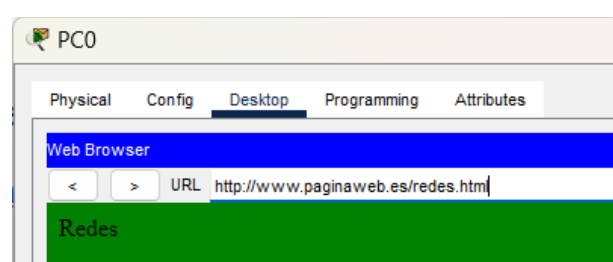 PC0
Physical Config Desktop Programming Attributes
Web Browser
< > URL http://www.paginaweb.es/redes.html
Redes